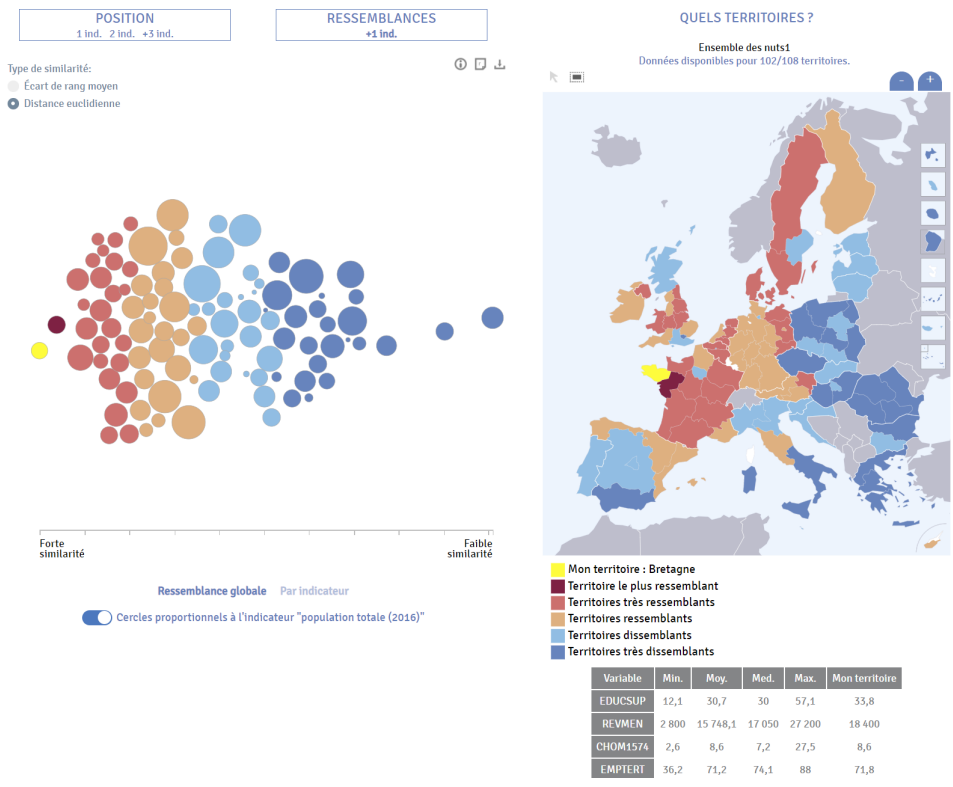 POSITION
1 ind. 2 ind. +3 ind.
RESSEMBLANCES
+1 ind.
Type de similarité:
Écart de rang moyen
Distance euclidienne
Forte
similarité
Faible
similarité
Ressemblance globale Par indicateur
Cercles proportionnels à l'indicateur "population totale (2016)"
QUELS TERRITOIRES ?
Ensemble des nuts1
Données disponibles pour 102/108 territoires.
- +
Mon territoire : Bretagne
Territoire le plus ressemblant
Territoires très ressemblants
Territoires ressemblants
Territoires dissemblants
Territoires très dissemblants
Variable Min. Moy. Med. Max. Mon territoire
EDUCSUP 12,1 30,7 30 57,1 33,8
REVMEN 2 800 15 748,1 17 050 27 200 18 400
CHOM1574 2,6 8,6 7,2 27,5 8,6
EMPTERT 36,2 71,2 74,1 88 71,8